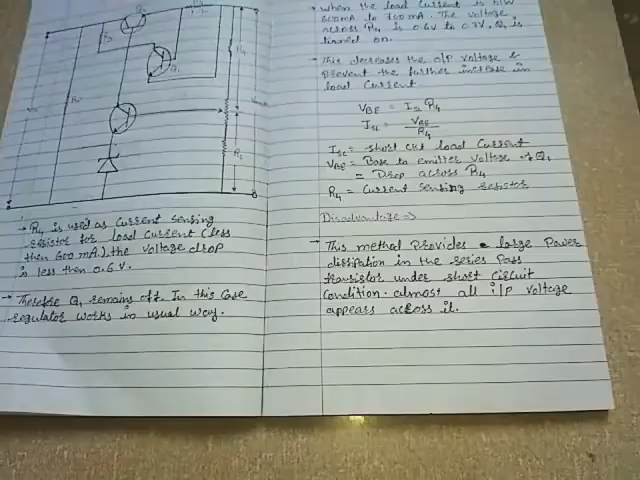 → R4 is used as Current Sensing
resistor for load Current (less
then 600 mA.) the Voltage drop
is less then 0.6 V.
→ Therefore Q1 remains off. In this Case
regulator works in usual way.
→ when the load Current is b/w
600mA to 700 mA. The voltage
across R4 is 0.6V to 0.7V, Q1 is
turned on.
→ This decreases the o/p voltage &
prevent the further increase in
load Current
VBE = Isc R4
Isc = VBE
R4
Isc = short ckt load Current
VBE = Base to emitter voltage of Q1
= Drop across R4
R4 = Current sensing resistor
Disadvantage ⇒
→ This method provides large Power
dissipation in the series Pass
transistor under short circuit
condition. almost all i/p voltage
appears across it.